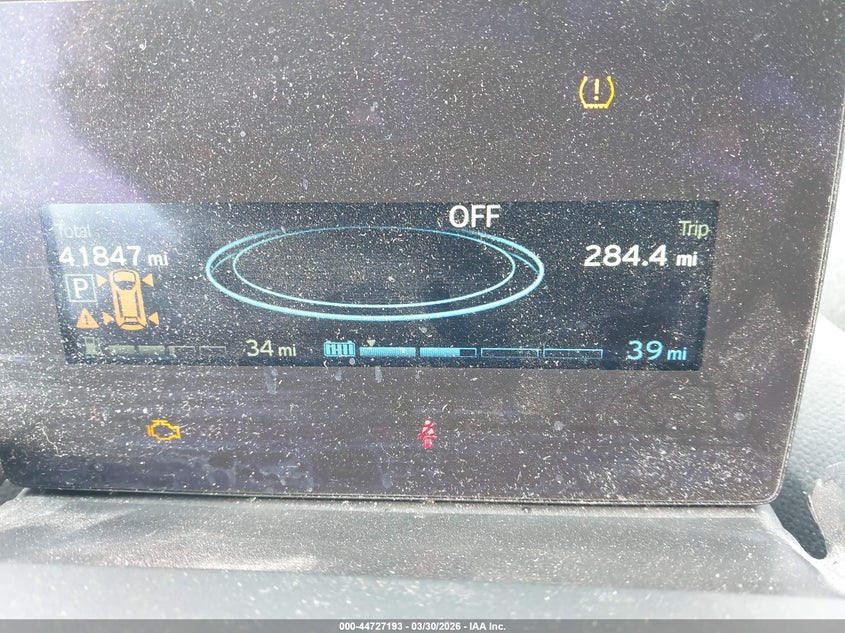 OFF
Total
Trip
41847 mi
284.4 mi
P
34 mi
39 mi
000-44727193 - 03/30/2026 - IAA Inc.